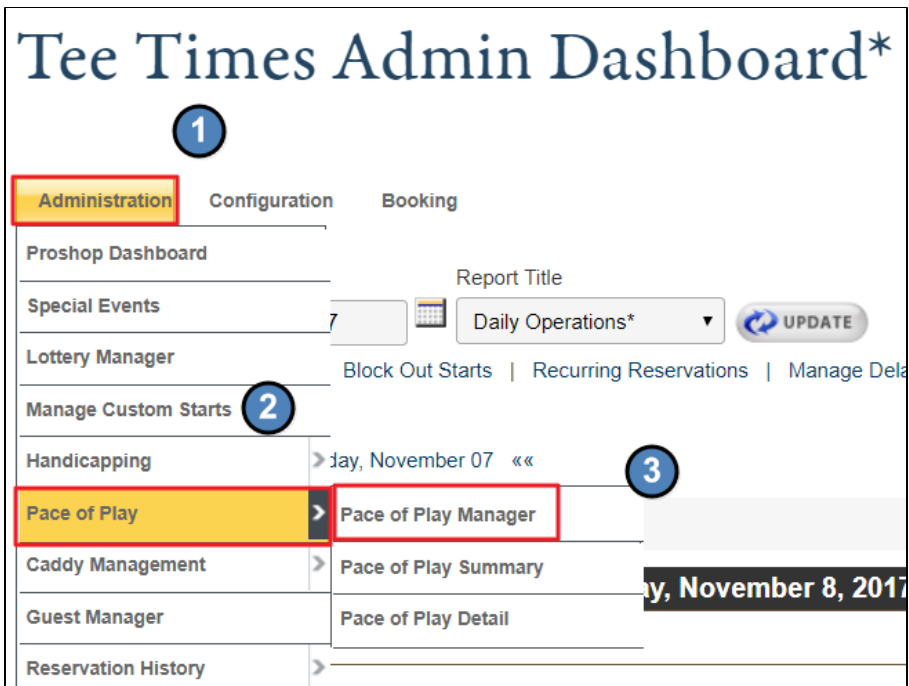 Tee Times Admin Dashboard*
1
Administration Configuration Booking
Proshop Dashboard
Report Title
Special Events
7 Daily Operations* UPDATE
Lottery Manager
Block Out Starts | Recurring Reservations | Manage Dela
Manage Custom Starts 2
Handicapping
day, November 07 «« 3
Pace of Play
Pace of Play Manager
Caddy Management
Pace of Play Summary
ay, November 8, 2017
Guest Manager
Pace of Play Detail
Reservation History